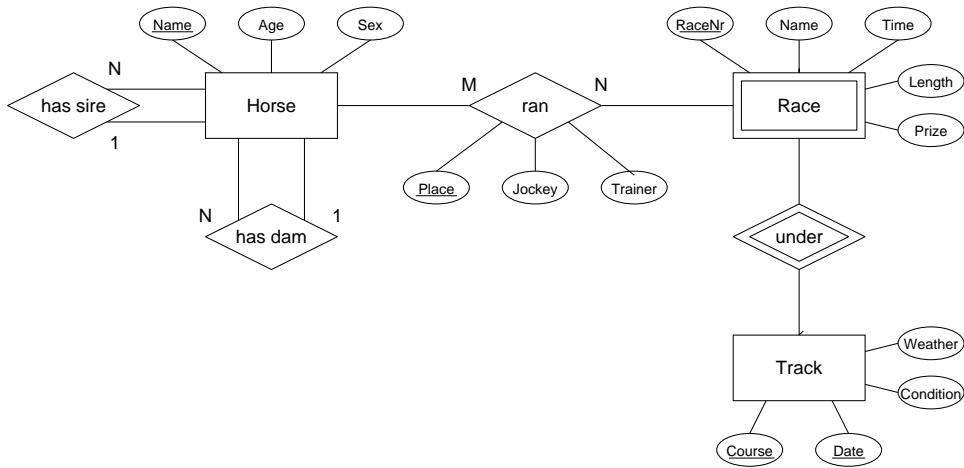 Name
Age
Sex
RaceNr
Name
Time
N
has sire
1
Horse
M
ran
N
Race
Length
Prize
Place
Jockey
Trainer
N
has dam
1
under
Track
Weather
Condition
Course
Date